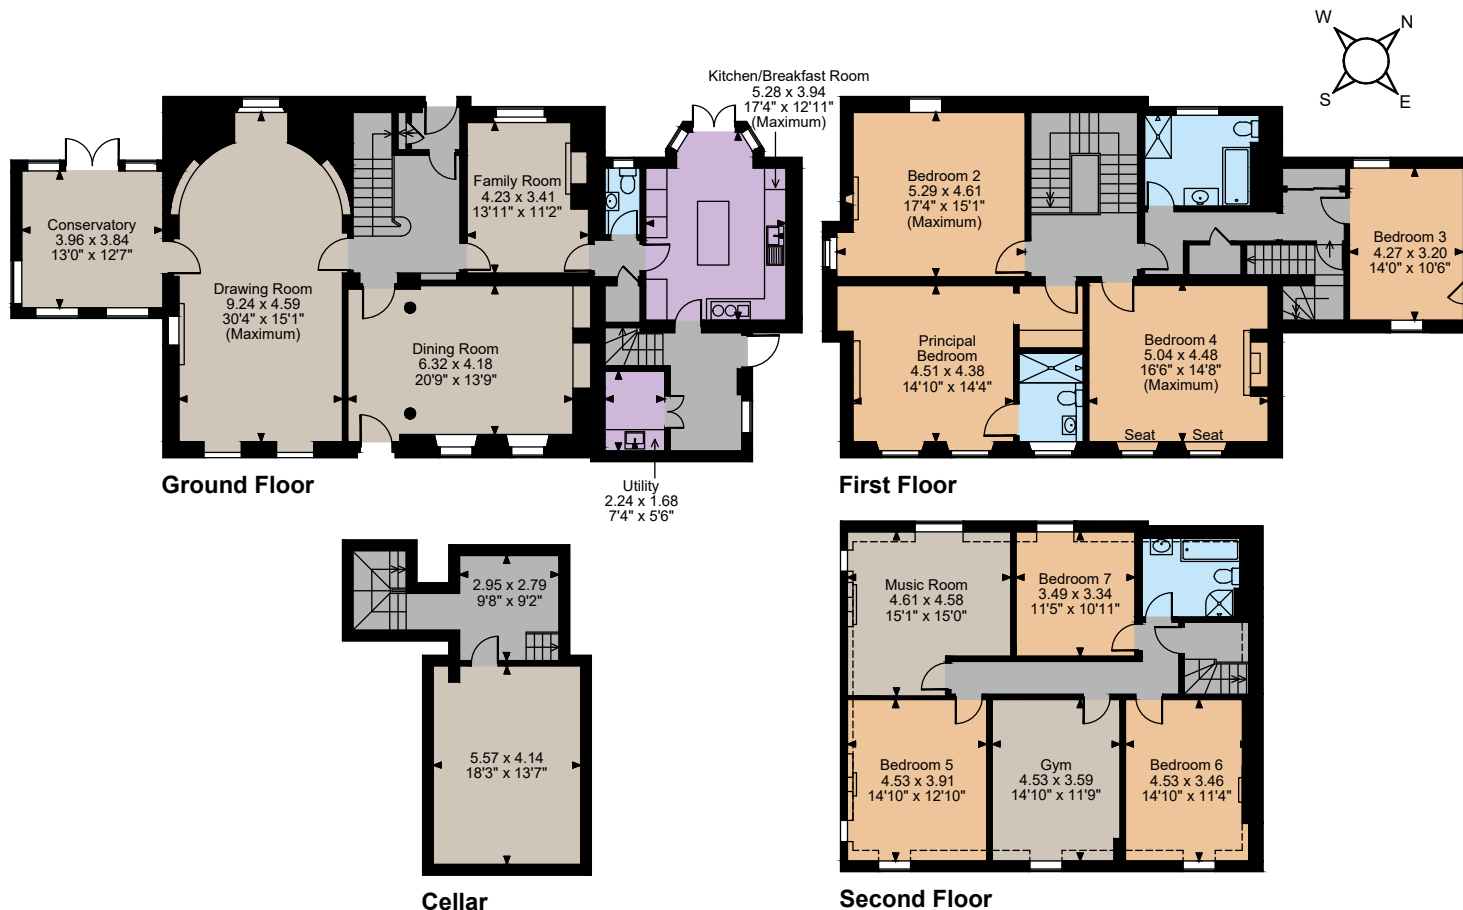 W
N
S
E
Kitchen/Breakfast Room
5.28 x 3.94
17'4" x 12'11"
(Maximum)
Family Room
4.23 x 3.41
13'11" x 11'2"
Conservatory
3.96 x 3.84
13'0" x 12'7"
Drawing Room
9.24 x 4.59
30'4" x 15'1"
(Maximum)
Dining Room
6.32 x 4.18
20'9" x 13'9"
Utility
2.24 x 1.68
7'4" x 5'6"
Ground Floor
Bedroom 2
5.29 x 4.61
17'4" x 15'1"
(Maximum)
Bedroom 3
4.27 x 3.20
14'0" x 10'6"
Principal
Bedroom
4.51 x 4.38
14'10" x 14'4"
Bedroom 4
5.04 x 4.48
16'6" x 14'8"
(Maximum)
Seat
Seat
First Floor
2.95 x 2.79
9'8" x 9'2"
5.57 x 4.14
18'3" x 13'7"
Cellar
Music Room
4.61 x 4.58
15'1" x 15'0"
Bedroom 7
3.49 x 3.34
11'5" x 10'11"
Bedroom 5
4.53 x 3.91
14'10" x 12'10"
Gym
4.53 x 3.59
14'10" x 11'9"
Bedroom 6
4.53 x 3.46
14'10" x 11'4"
Second Floor